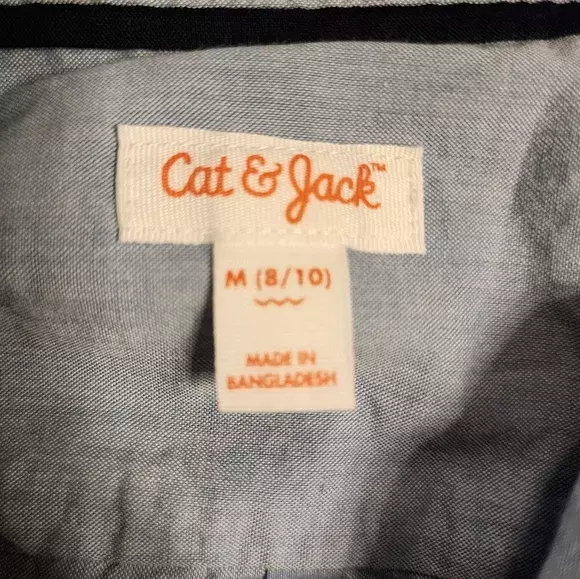 Cat & Jack™
M (8/10)
MADE IN
BANGLADESH